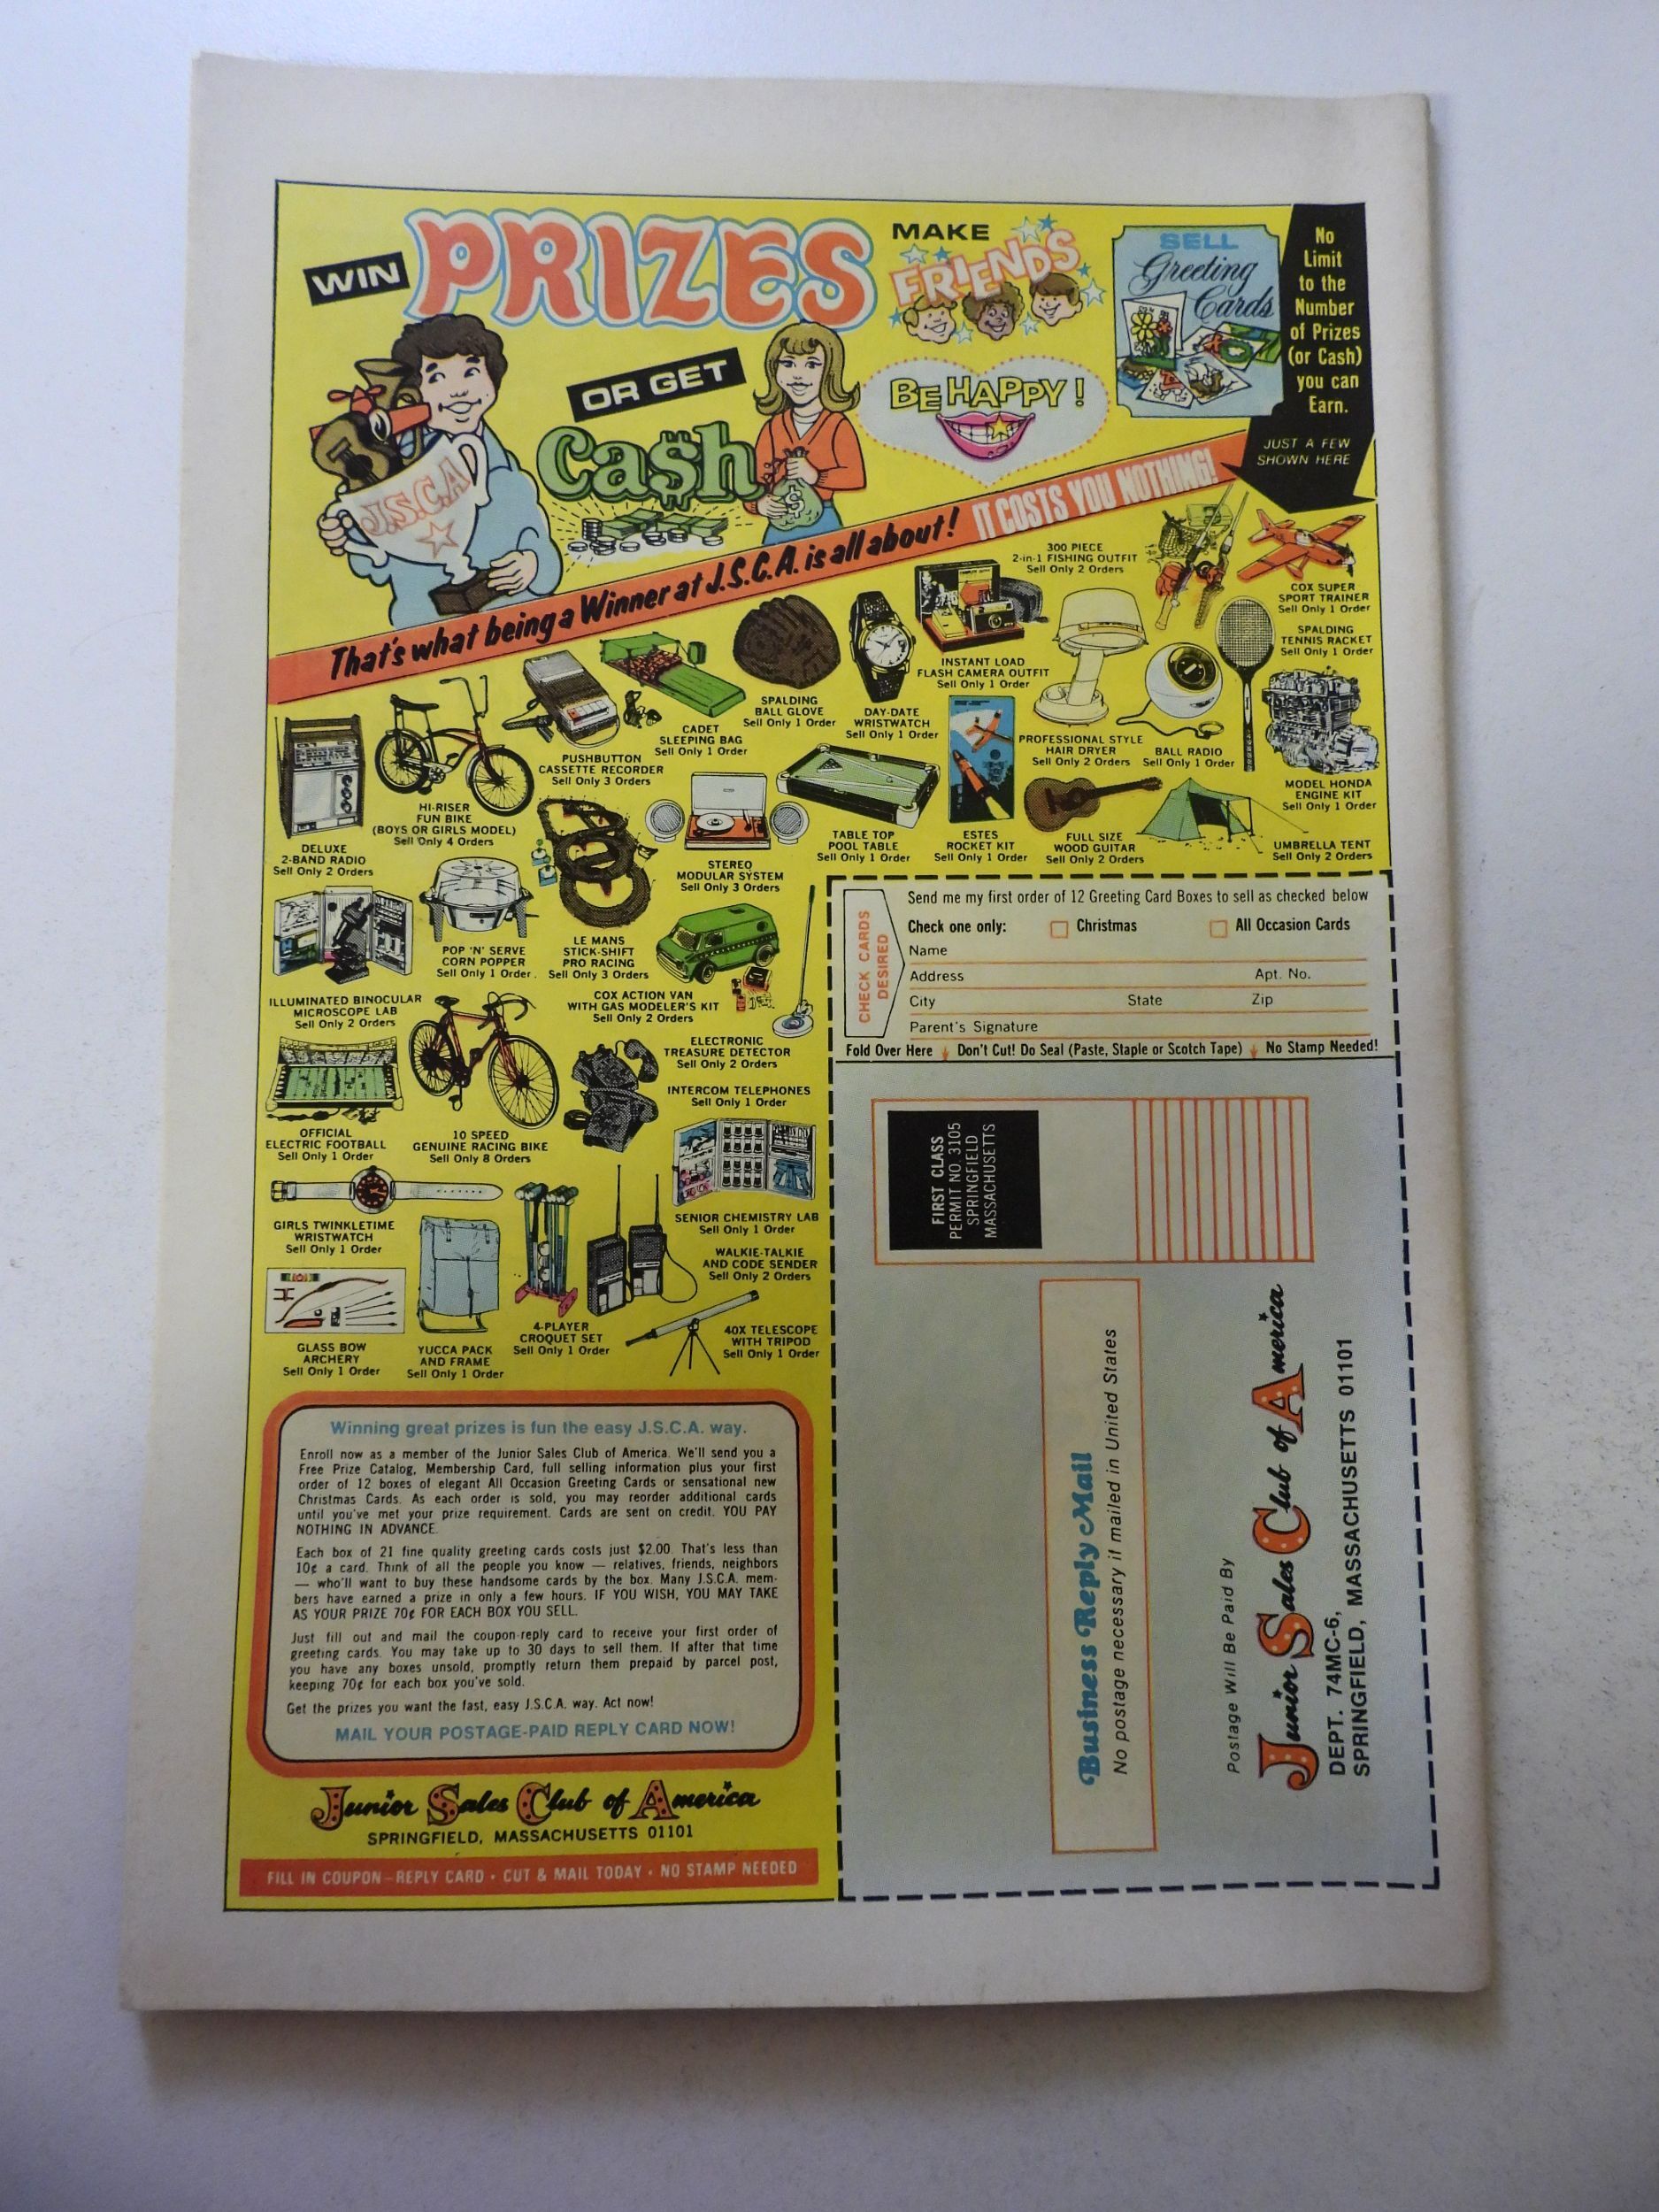 WIN PRIZES
OR GET
Ca$h
MAKE
FRIENDS
BE HAPPY!
SELL
Greeting
Cards
No
Limit
to the
Number
of Prizes
(or Cash)
you can
Earn.
JUST A FEW
SHOWN HERE
J.S.C.A
$
That's what being a Winner at J.S.C.A. is all about! IT COSTS YOU NOTHING!
300 PIECE
2-in-1 FISHING OUTFIT
Sell Only 2 Orders
COX SUPER
SPORT TRAINER
Sell Only 1 Order
SPALDING
TENNIS RACKET
Sell Only 1 Order
INSTANT LOAD
FLASH CAMERA OUTFIT
Sell Only 1 Order
SPALDING
BALL GLOVE
Sell Only 1 Order
DAY-DATE
WRISTWATCH
Sell Only 1 Order
CADET
SLEEPING BAG
Sell Only 1 Order
PUSHBUTTON
CASSETTE RECORDER
Sell Only 3 Orders
PROFESSIONAL STYLE
HAIR DRYER
Sell Only 2 Orders
BALL RADIO
Sell Only 1 Order
MODEL HONDA
ENGINE KIT
Sell Only 1 Order
HI-RISER
FUN BIKE
(BOYS OR GIRLS MODEL)
Sell Only 4 Orders
DELUXE
2-BAND RADIO
Sell Only 2 Orders
STEREO
MODULAR SYSTEM
Sell Only 3 Orders
TABLE TOP
POOL TABLE
Sell Only 1 Order
ESTES
ROCKET KIT
Sell Only 1 Order
FULL SIZE
WOOD GUITAR
Sell Only 2 Orders
UMBRELLA TENT
Sell Only 2 Orders
POP 'N' SERVE
CORN POPPER
Sell Only 1 Order.
LE MANS
STICK-SHIFT
PRO RACING
Sell Only 3 Orders
ILLUMINATED BINOCULAR
MICROSCOPE LAB
Sell Only 2 Orders
COX ACTION VAN
WITH GAS MODELER'S KIT
Sell Only 2 Orders
ELECTRONIC
TREASURE DETECTOR
Sell Only 2 Orders
INTERCOM TELEPHONES
Sell Only 1 Order
OFFICIAL
ELECTRIC FOOTBALL
Sell Only 1 Order
10 SPEED
GENUINE RACING BIKE
Sell Only 8 Orders
GIRLS TWINKLETIME
WRISTWATCH
Sell Only 1 Order
SENIOR CHEMISTRY LAB
Sell Only 1 Order
WALKIE-TALKIE
AND CODE SENDER
Sell Only 2 Orders
GLASS BOW
ARCHERY
Sell Only 1 Order
YUCCA PACK
AND FRAME
Sell Only 1 Order
4-PLAYER
CROQUET SET
Sell Only 1 Order
40X TELESCOPE
WITH TRIPOD
Sell Only 1 Order
Winning great prizes is fun the easy J.S.C.A. way.
Enroll now as a member of the Junior Sales Club of America. We'll send you a
Free Prize Catalog, Membership Card, full selling information plus your first
order of 12 boxes of elegant All Occasion Greeting Cards or sensational new
Christmas Cards. As each order is sold, you may reorder additional cards
until you've met your prize requirement. Cards are sent on credit. YOU PAY
NOTHING IN ADVANCE.
Each box of 21 fine quality greeting cards costs just $2.00. That's less than
10¢ a card. Think of all the people you know — relatives, friends, neighbors
— who'll want to buy these handsome cards by the box. Many J.S.C.A. mem-
bers have earned a prize in only a few hours. IF YOU WISH, YOU MAY TAKE
AS YOUR PRIZE 70¢ FOR EACH BOX YOU SELL.
Just fill out and mail the coupon-reply card to receive your first order of
greeting cards. You may take up to 30 days to sell them. If after that time
you have any boxes unsold, promptly return them prepaid by parcel post,
keeping 70¢ for each box you've sold.
Get the prizes you want the fast, easy J.S.C.A. way. Act now!
MAIL YOUR POSTAGE-PAID REPLY CARD NOW!
Junior Sales Club of America
SPRINGFIELD, MASSACHUSETTS 01101
FILL IN COUPON–REPLY CARD • CUT & MAIL TODAY • NO STAMP NEEDED
CHECK CARDS
DESIRED
Send me my first order of 12 Greeting Card Boxes to sell as checked below
Check one only: Christmas All Occasion Cards
Name
Address Apt. No.
City State Zip
Parent's Signature
Fold Over Here Don't Cut! Do Seal (Paste, Staple or Scotch Tape) No Stamp Needed!
FIRST CLASS
PERMIT NO. 3105
SPRINGFIELD
MASSACHUSETTS
Business Reply Mail
No postage necessary if mailed in United States
Postage Will Be Paid By
Junior Sales Club of America
DEPT. 74MC-6,
SPRINGFIELD, MASSACHUSETTS 01101